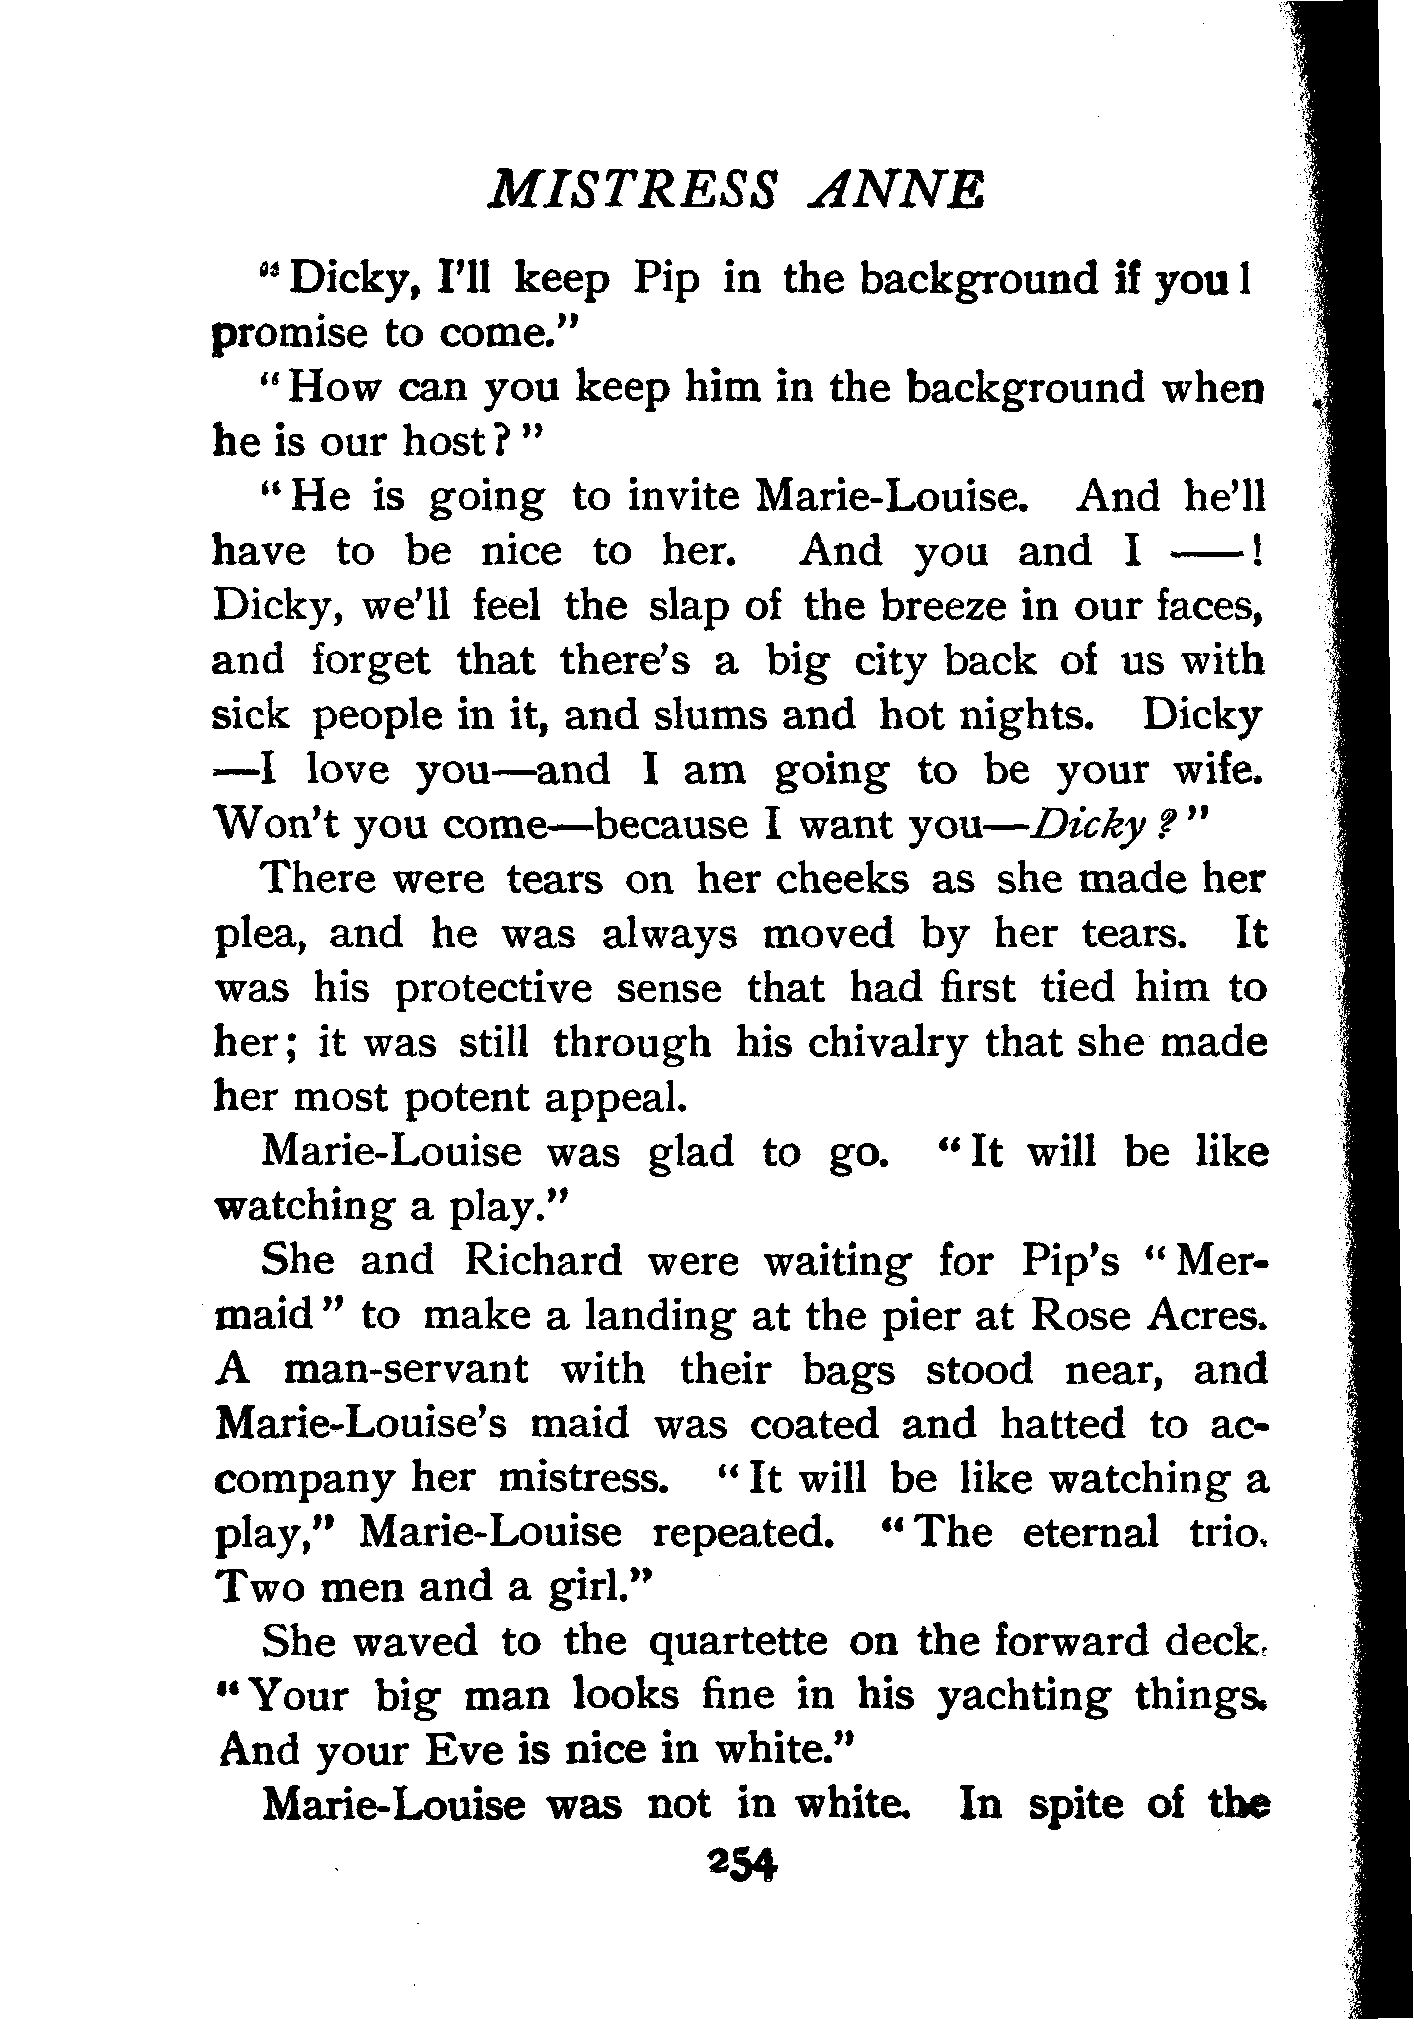 MISTRESS ANNE
"Dicky, I'll keep Pip in the background if you l
promise to come."
"How can you keep him in the background when
he is our host?"
"He is going to invite Marie-Louise. And he'll
have to be nice to her. And you and I ——!
Dicky, we'll feel the slap of the breeze in our faces,
and forget that there's a big city back of us with
sick people in it, and slums and hot nights. Dicky
—I love you—and I am going to be your wife.
Won't you come—because I want you—Dicky?"
There were tears on her cheeks as she made her
plea, and he was always moved by her tears. It
was his protective sense that had first tied him to
her; it was still through his chivalry that she made
her most potent appeal.
Marie-Louise was glad to go. "It will be like
watching a play."
She and Richard were waiting for Pip's "Mer-
maid" to make a landing at the pier at Rose Acres.
A man-servant with their bags stood near, and
Marie-Louise's maid was coated and hatted to ac-
company her mistress. "It will be like watching a
play," Marie-Louise repeated. "The eternal trio.
Two men and a girl."
She waved to the quartette on the forward deck.
"Your big man looks fine in his yachting things.
And your Eve is nice in white."
Marie-Louise was not in white. In spite of the
254